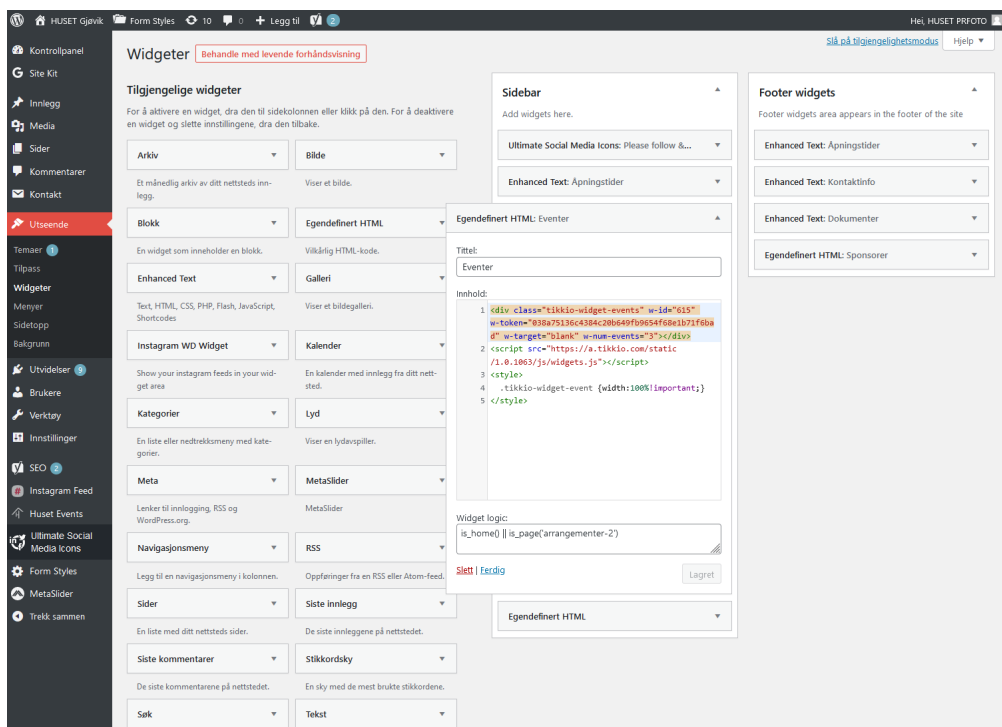 HUSET Gjøvik Form Styles 10 0 Legg til 2 Hei, HUSET PRFOTO
Kontrollpanel
Site Kit
Innlegg
Media
Sider
Kommentarer
Kontakt
Utseende
Temaer 1
Tilpass
Widgeter
Menyer
Sidetopp
Bakgrunn
Utvidelser 9
Brukere
Verktøy
Innstillinger
SEO 2
Instagram Feed
Huset Events
Ultimate Social
Media Icons
Form Styles
MetaSlider
Trekk sammen
Slå på tilgjengelighetsmodus Hjelp
Widgeter Behandle med levende forhåndsvisning
Tilgjengelige widgeter
For å aktivere en widget, dra den til sidekolonnen eller klikk på den. For å deaktivere
en widget og slette innstillingene, dra den tilbake.
Arkiv
Et månedlig arkiv av ditt nettsteds inn-
legg.
Bilde
Viser et bilde.
Blokk
En widget som inneholder en blokk.
Egendefinert HTML
Vilkårlig HTML-kode.
Enhanced Text
Text, HTML, CSS, PHP, Flash, JavaScript,
Shortcodes
Galleri
Viser et bildegalleri.
Instagram WD Widget
Show your instagram feeds in your wid-
get area
Kalender
En kalender med innlegg fra ditt nett-
sted.
Kategorier
En liste eller nedtrekksmeny med kate-
gorier.
Lyd
Viser en lydavspiller.
Meta
Lenker til innlogging, RSS og
WordPress.org.
MetaSlider
MetaSlider
Navigasjonsmeny
Legg til en navigasjonsmeny i kolonnen.
RSS
Oppføringer fra en RSS eller Atom-feed.
Sider
En liste med ditt nettsteds sider.
Siste innlegg
De siste innleggene på nettstedet.
Siste kommentarer
De siste kommentarene på nettstedet.
Stikkordsky
En sky med de mest brukte stikkordene.
Søk
Tekst
Sidebar
Add widgets here.
Ultimate Social Media Icons: Please follow &...
Enhanced Text: Åpningstider
Egendefinert HTML: Eventer
Tittel:
Eventer
Innhold:
1 <div class="tikkio-widget-events" w-id="615"
w-token="038a75136c4384c20b649fb9654f68e1b71f6ba
d" w-target="blank" w-num-events="3"></div>
2 <script src="https://a.tikkio.com/static
/1.0.1063/js/widgets.js"></script>
3 <style>
4 .tikkio-widget-event {width:100%!important;}
5 </style>
Widget logic:
is_home() || is_page('arrangementer-2')
Slett | Ferdig Lagret
Egendefinert HTML
Footer widgets
Footer widgets area appears in the footer of the site
Enhanced Text: Åpningstider
Enhanced Text: Kontaktinfo
Enhanced Text: Dokumenter
Egendefinert HTML: Sponsorer